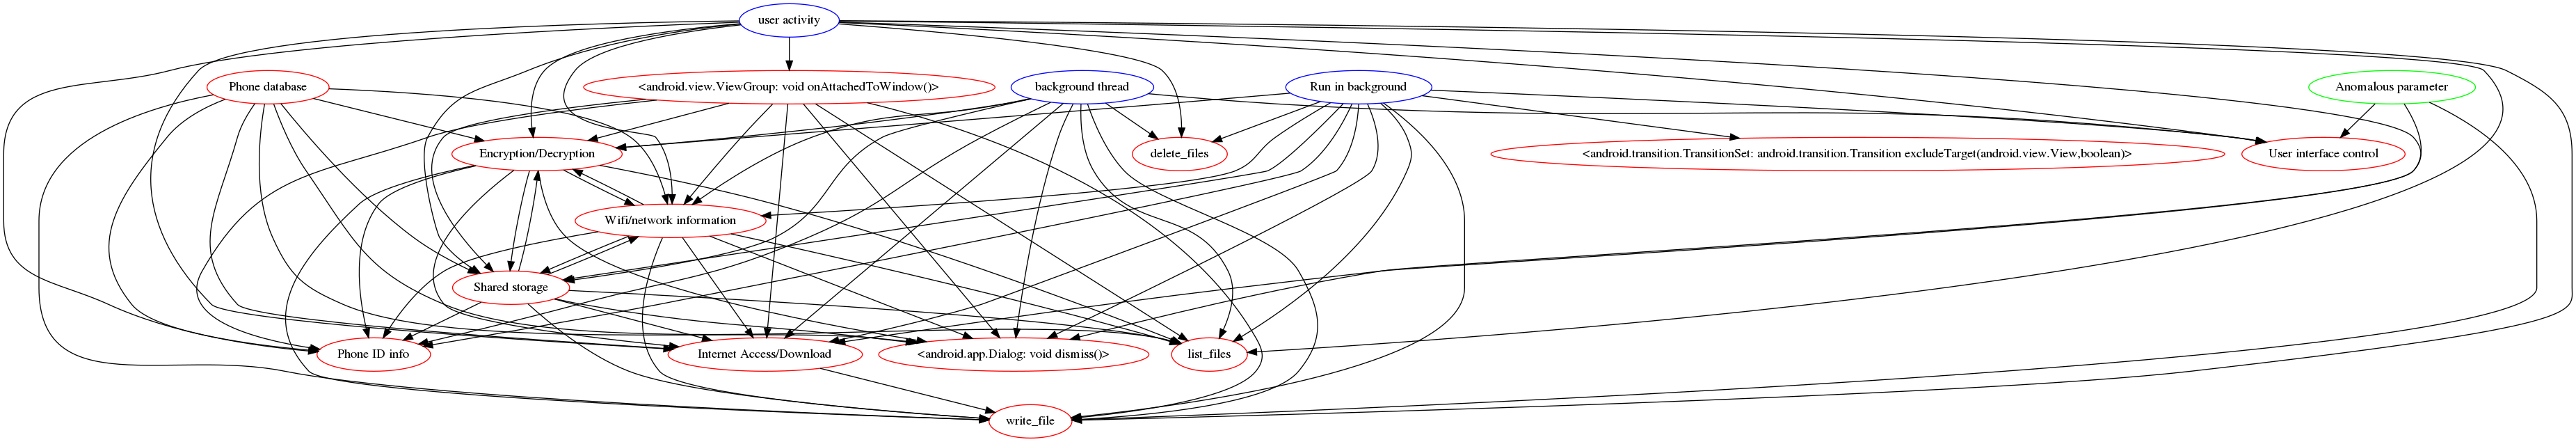 user activity
Phone database
<android.view.ViewGroup: void onAttachedToWindow()>
background thread
Run in background
Anomalous parameter
Encryption/Decryption
delete_files
<android.transition.TransitionSet: android.transition.Transition excludeTarget(android.view.View,boolean)>
User interface control
Wifi/network information
Shared storage
Phone ID info
Internet Access/Download
<android.app.Dialog: void dismiss()>
list_files
write_file